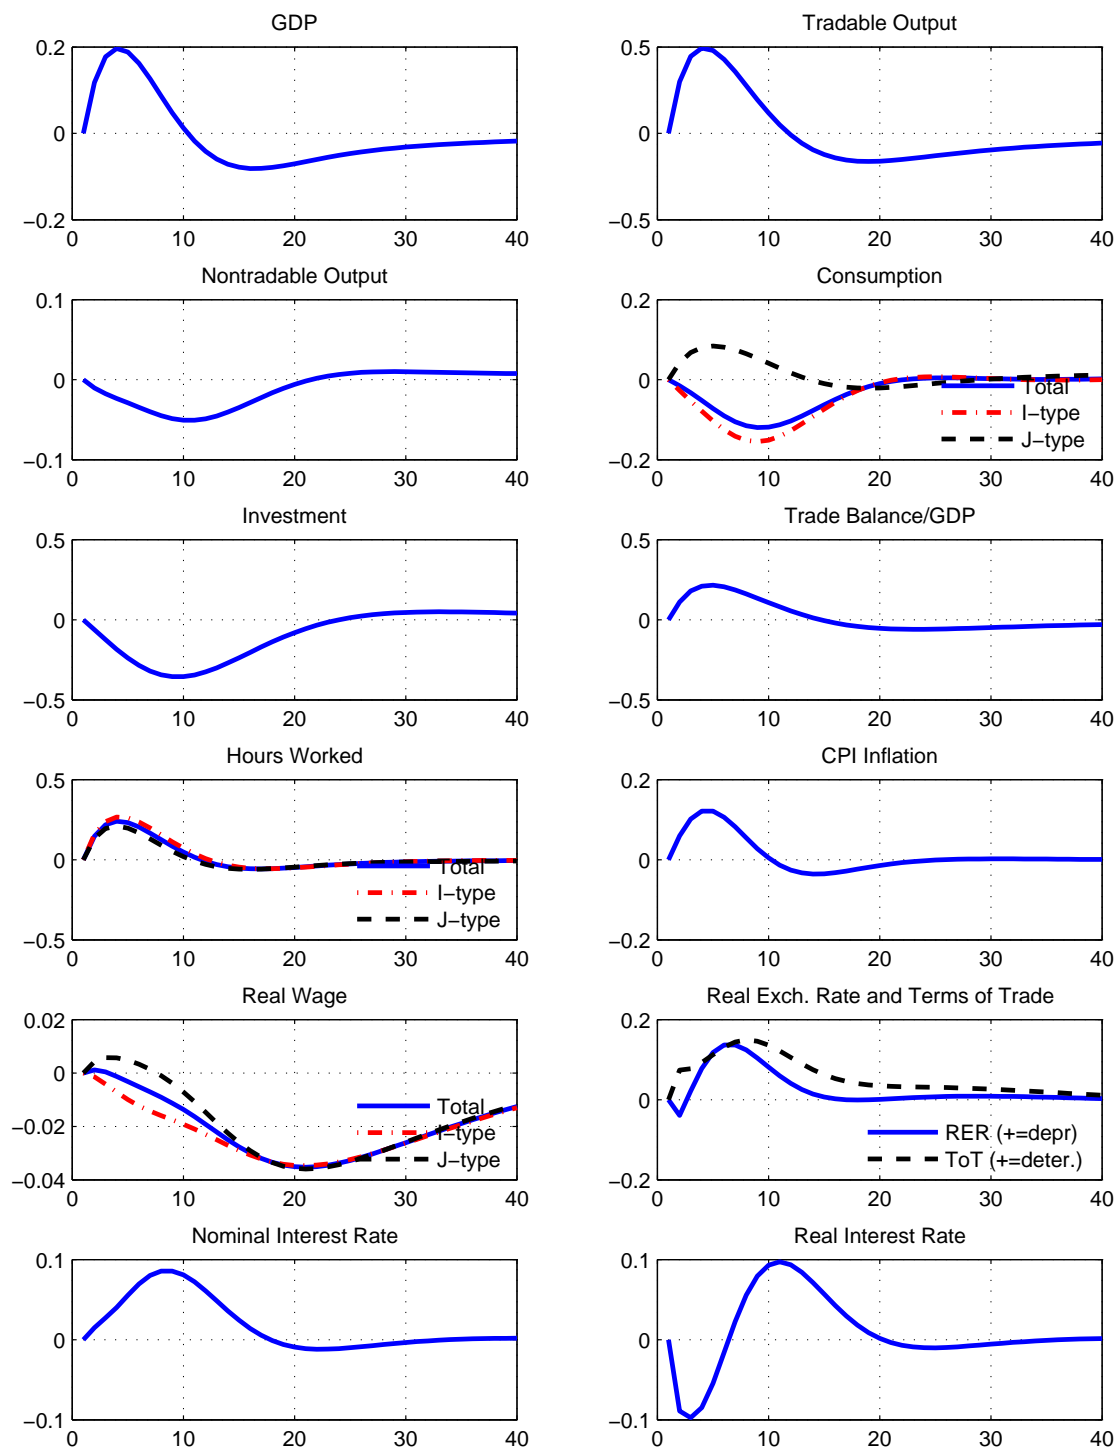 GDP
0.2
0
−0.2
0 10 20 30 40
Tradable Output
0.5
0
−0.5
0 10 20 30 40
Nontradable Output
0.1
0
−0.1
0 10 20 30 40
Consumption
0.2
0
−0.2
0 10 20 30 40
Total
I−type
J−type
Investment
0.5
0
−0.5
0 10 20 30 40
Trade Balance/GDP
0.5
0
−0.5
0 10 20 30 40
Hours Worked
0.5
0
−0.5
0 10 20 30 40
Total
I−type
J−type
CPI Inflation
0.2
0
−0.2
0 10 20 30 40
Real Wage
0.02
0
−0.02
−0.04
0 10 20 30 40
Total
I−type
J−type
Real Exch. Rate and Terms of Trade
0.2
0
−0.2
0 10 20 30 40
RER (+=depr)
ToT (+=deter.)
Nominal Interest Rate
0.1
0
−0.1
0 10 20 30 40
Real Interest Rate
0.1
0
−0.1
0 10 20 30 40